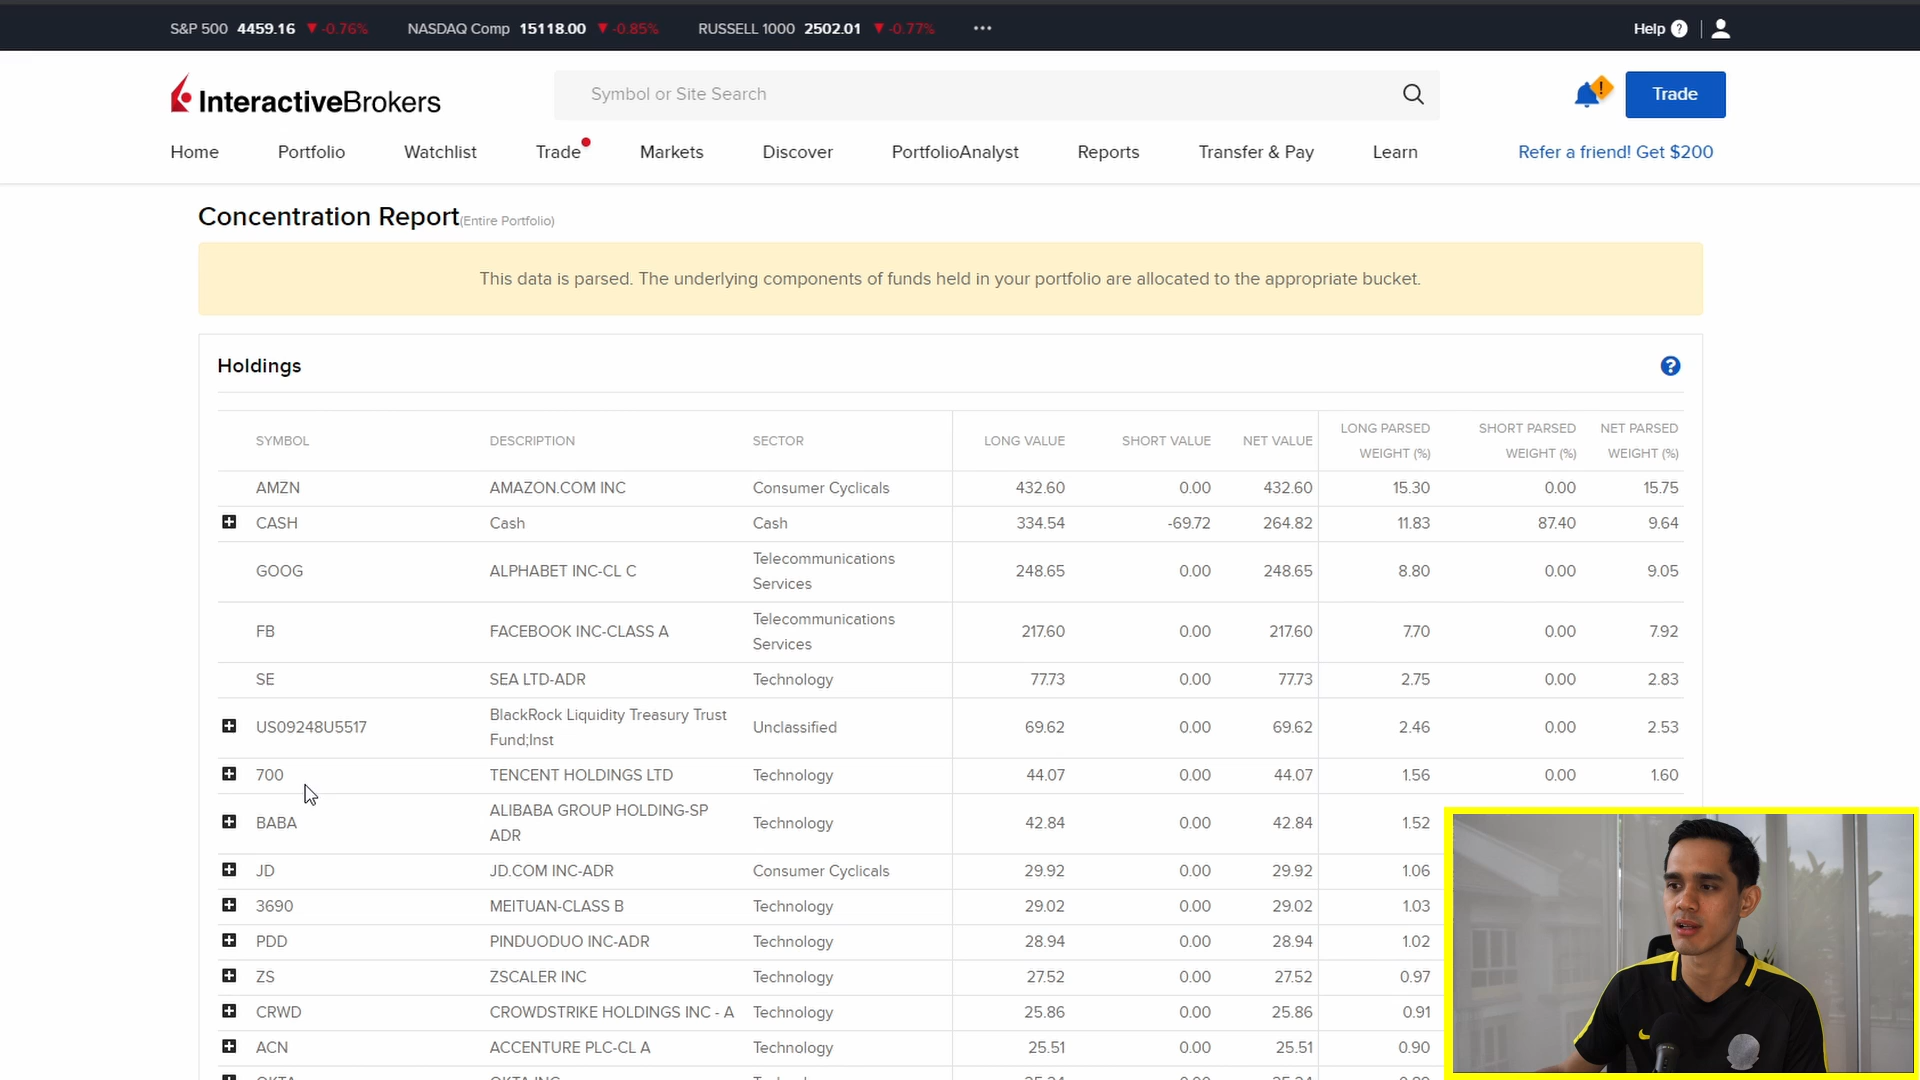 S&P 500 4459.16 ▼ -0.76% NASDAQ Comp 15118.00 ▼ -0.85% RUSSELL 1000 2502.01 ▼ -0.77% ••• Help ?
InteractiveBrokers Symbol or Site Search ! Trade
Home Portfolio Watchlist Trade Markets Discover PortfolioAnalyst Reports Transfer & Pay Learn Refer a friend! Get $200
Concentration Report(Entire Portfolio)
This data is parsed. The underlying components of funds held in your portfolio are allocated to the appropriate bucket.
Holdings ?
SYMBOL DESCRIPTION SECTOR LONG VALUE SHORT VALUE NET VALUE LONG PARSED WEIGHT (%) SHORT PARSED WEIGHT (%) NET PARSED WEIGHT (%)
AMZN AMAZON.COM INC Consumer Cyclicals 432.60 0.00 432.60 15.30 0.00 15.75
CASH Cash Cash 334.54 -69.72 264.82 11.83 87.40 9.64
GOOG ALPHABET INC-CL C Telecommunications Services 248.65 0.00 248.65 8.80 0.00 9.05
FB FACEBOOK INC-CLASS A Telecommunications Services 217.60 0.00 217.60 7.70 0.00 7.92
SE SEA LTD-ADR Technology 77.73 0.00 77.73 2.75 0.00 2.83
US09248U5517 BlackRock Liquidity Treasury Trust Fund;Inst Unclassified 69.62 0.00 69.62 2.46 0.00 2.53
700 TENCENT HOLDINGS LTD Technology 44.07 0.00 44.07 1.56 0.00 1.60
BABA ALIBABA GROUP HOLDING-SP ADR Technology 42.84 0.00 42.84 1.52
JD JD.COM INC-ADR Consumer Cyclicals 29.92 0.00 29.92 1.06
3690 MEITUAN-CLASS B Technology 29.02 0.00 29.02 1.03
PDD PINDUODUO INC-ADR Technology 28.94 0.00 28.94 1.02
ZS ZSCALER INC Technology 27.52 0.00 27.52 0.97
CRWD CROWDSTRIKE HOLDINGS INC - A Technology 25.86 0.00 25.86 0.91
ACN ACCENTURE PLC-CL A Technology 25.51 0.00 25.51 0.90